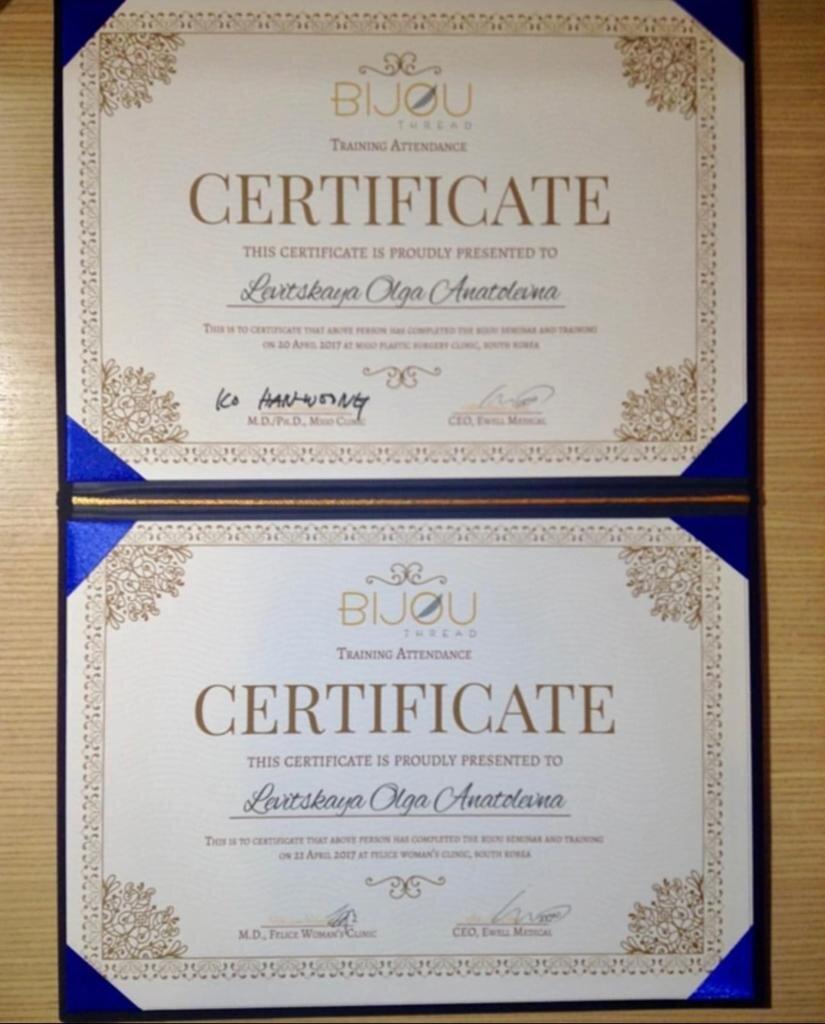 BIJOU
THREAD
TRAINING ATTENDANCE
CERTIFICATE
THIS CERTIFICATE IS PROUDLY PRESENTED TO
Levitskaya Olga Anatolevna
THIS IS TO CERTIFICATE THAT ABOVE PERSON HAS COMPLETED THE BIJOU SEMINAR AND TRAINING
ON 20 APRIL 2017 AT MIGO PLASTIC SURGERY CLINIC, SOUTH KOREA
KO HANWOONG
M.D./PH.D., MIGO CLINIC
CEO, EWELL MEDICAL
BIJOU
THREAD
TRAINING ATTENDANCE
CERTIFICATE
THIS CERTIFICATE IS PROUDLY PRESENTED TO
Levitskaya Olga Anatolevna
THIS IS TO CERTIFICATE THAT ABOVE PERSON HAS COMPLETED THE BIJOU SEMINAR AND TRAINING
ON 21 APRIL 2017 AT FELICE WOMAN'S CLINIC, SOUTH KOREA
M.D., FELICE WOMAN'S CLINIC
CEO, EWELL MEDICAL